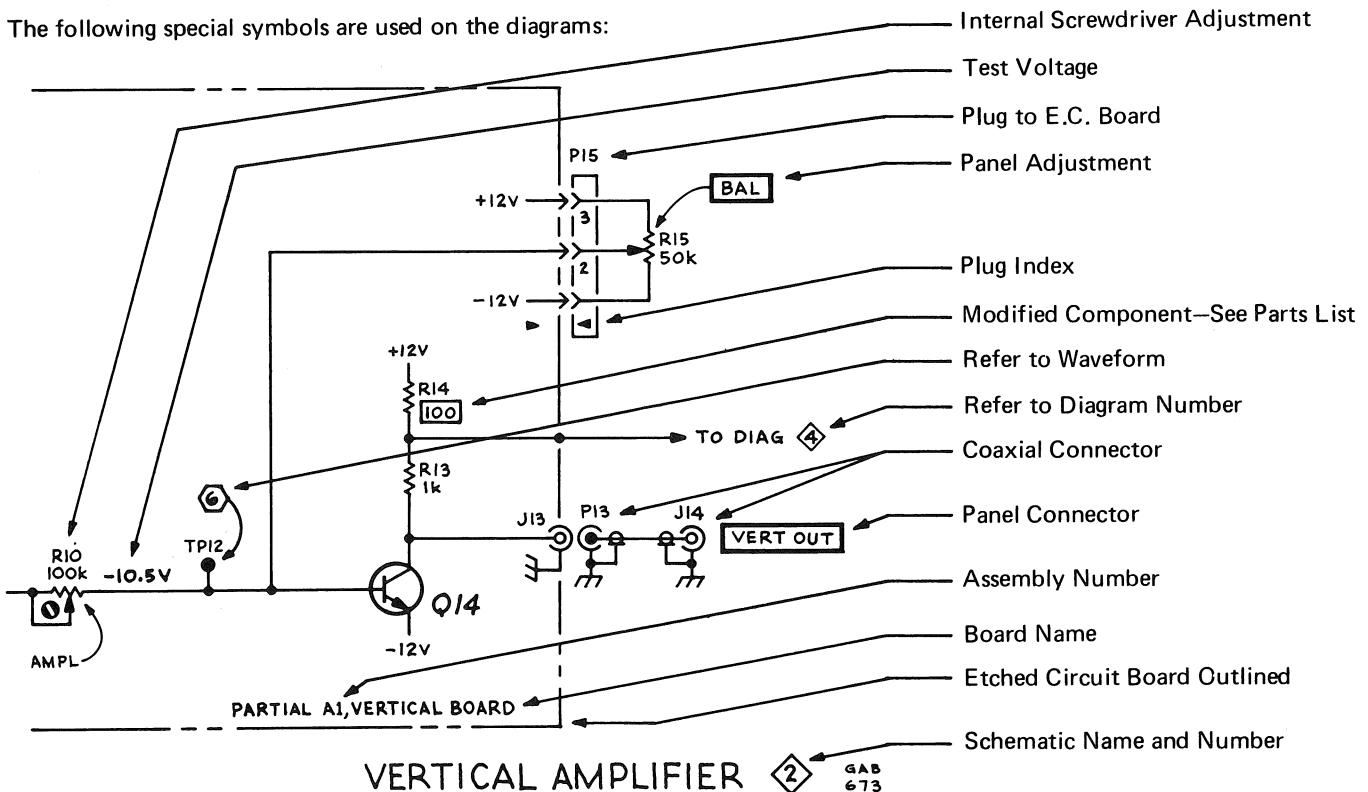 The following special symbols are used on the diagrams:
Internal Screwdriver Adjustment
Test Voltage
Plug to E.C. Board
Panel Adjustment
Plug Index
Modified Component—See Parts List
Refer to Waveform
Refer to Diagram Number
Coaxial Connector
Panel Connector
Assembly Number
Board Name
Etched Circuit Board Outlined
Schematic Name and Number
P15
BAL
+12V
3
R15
50k
2
-12V
+12V
R14
100
TO DIAG 4
R13
1k
6
J13 P13 J14
VERT OUT
TP12
R10
100k
-10.5V
Q14
-12V
AMPL
PARTIAL A1, VERTICAL BOARD
VERTICAL AMPLIFIER 2
GAB
673